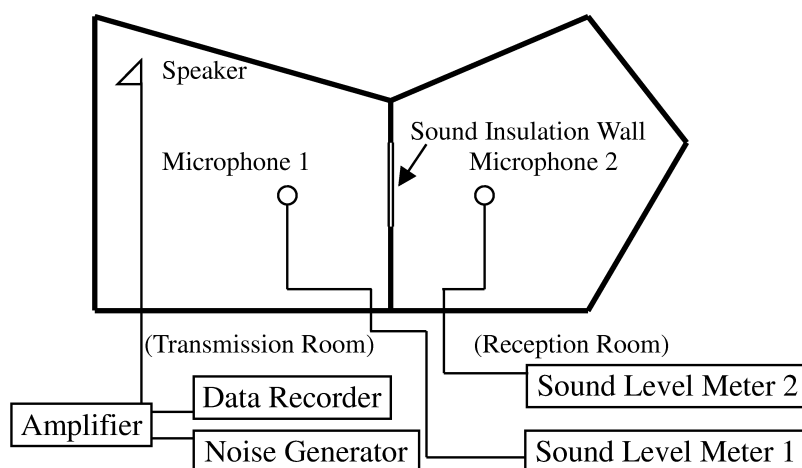 Speaker
Sound Insulation Wall
Microphone 1
Microphone 2
(Transmission Room)
(Reception Room)
Sound Level Meter 2
Data Recorder
Amplifier
Noise Generator
Sound Level Meter 1